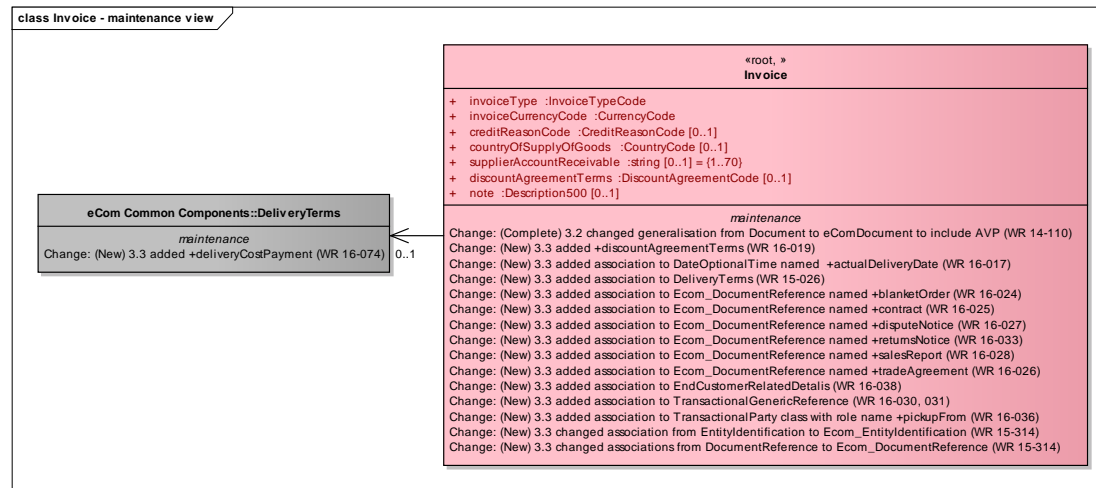 class Invoice - maintenance view
«root, »
Invoice
+ invoiceType :InvoiceTypeCode
+ invoiceCurrencyCode :CurrencyCode
+ creditReasonCode :CreditReasonCode [0..1]
+ countryOfSupplyOfGoods :CountryCode [0..1]
+ supplierAccountReceivable :string [0..1] = {1..70}
+ discountAgreementTerms :DiscountAgreementCode [0..1]
+ note :Description500 [0..1]
maintenance
Change: (Complete) 3.2 changed generalisation from Document to eComDocument to include AVP (WR 14-110)
Change: (New) 3.3 added +discountAgreementTerms (WR 16-019)
Change: (New) 3.3 added association to DateOptionalTime named +actualDeliveryDate (WR 16-017)
Change: (New) 3.3 added association to DeliveryTerms (WR 15-026)
Change: (New) 3.3 added association to Ecom_DocumentReference named +blanketOrder (WR 16-024)
Change: (New) 3.3 added association to Ecom_DocumentReference named +contract (WR 16-025)
Change: (New) 3.3 added association to Ecom_DocumentReference named +disputeNotice (WR 16-027)
Change: (New) 3.3 added association to Ecom_DocumentReference named +returnsNotice (WR 16-033)
Change: (New) 3.3 added association to Ecom_DocumentReference named +salesReport (WR 16-028)
Change: (New) 3.3 added association to Ecom_DocumentReference named +tradeAgreement (WR 16-026)
Change: (New) 3.3 added association to EndCustomerRelatedDetalis (WR 16-038)
Change: (New) 3.3 added association to TransactionalGenericReference (WR 16-030, 031)
Change: (New) 3.3 added association to TransactionalParty class with role name +pickupFrom (WR 16-036)
Change: (New) 3.3 changed association from EntityIdentification to Ecom_EntityIdentification (WR 15-314)
Change: (New) 3.3 changed associations from DocumentReference to Ecom_DocumentReference (WR 15-314)
eCom Common Components::DeliveryTerms
maintenance
Change: (New) 3.3 added +deliveryCostPayment (WR 16-074)
0..1